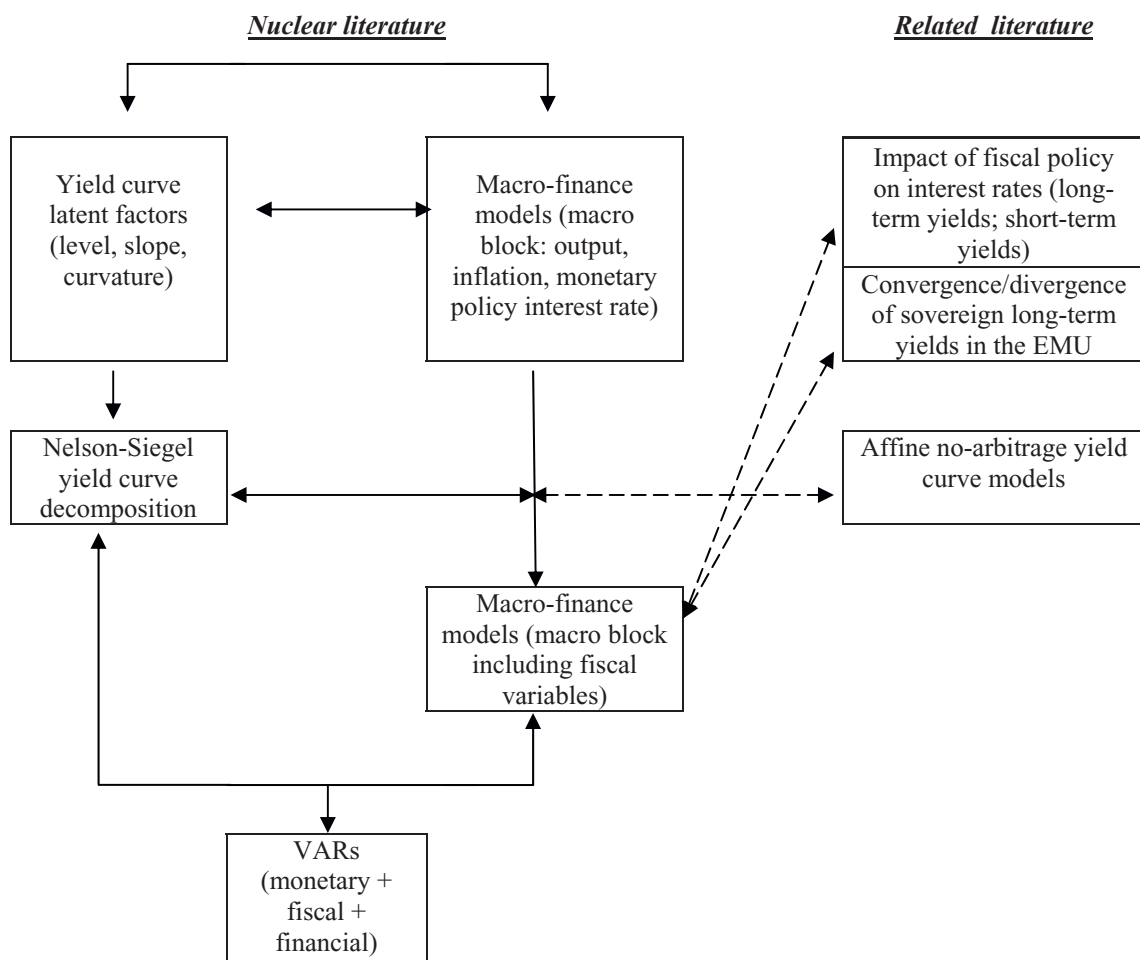 Nuclear literature
Related literature
Yield curve
latent factors
(level, slope,
curvature)
Macro-finance
models (macro
block: output,
inflation, monetary
policy interest rate)
Impact of fiscal policy
on interest rates (long-
term yields; short-term
yields)
Convergence/divergence
of sovereign long-term
yields in the EMU
Nelson-Siegel
yield curve
decomposition
Affine no-arbitrage yield
curve models
Macro-finance
models (macro block
including fiscal
variables)
VARs
(monetary +
fiscal +
financial)